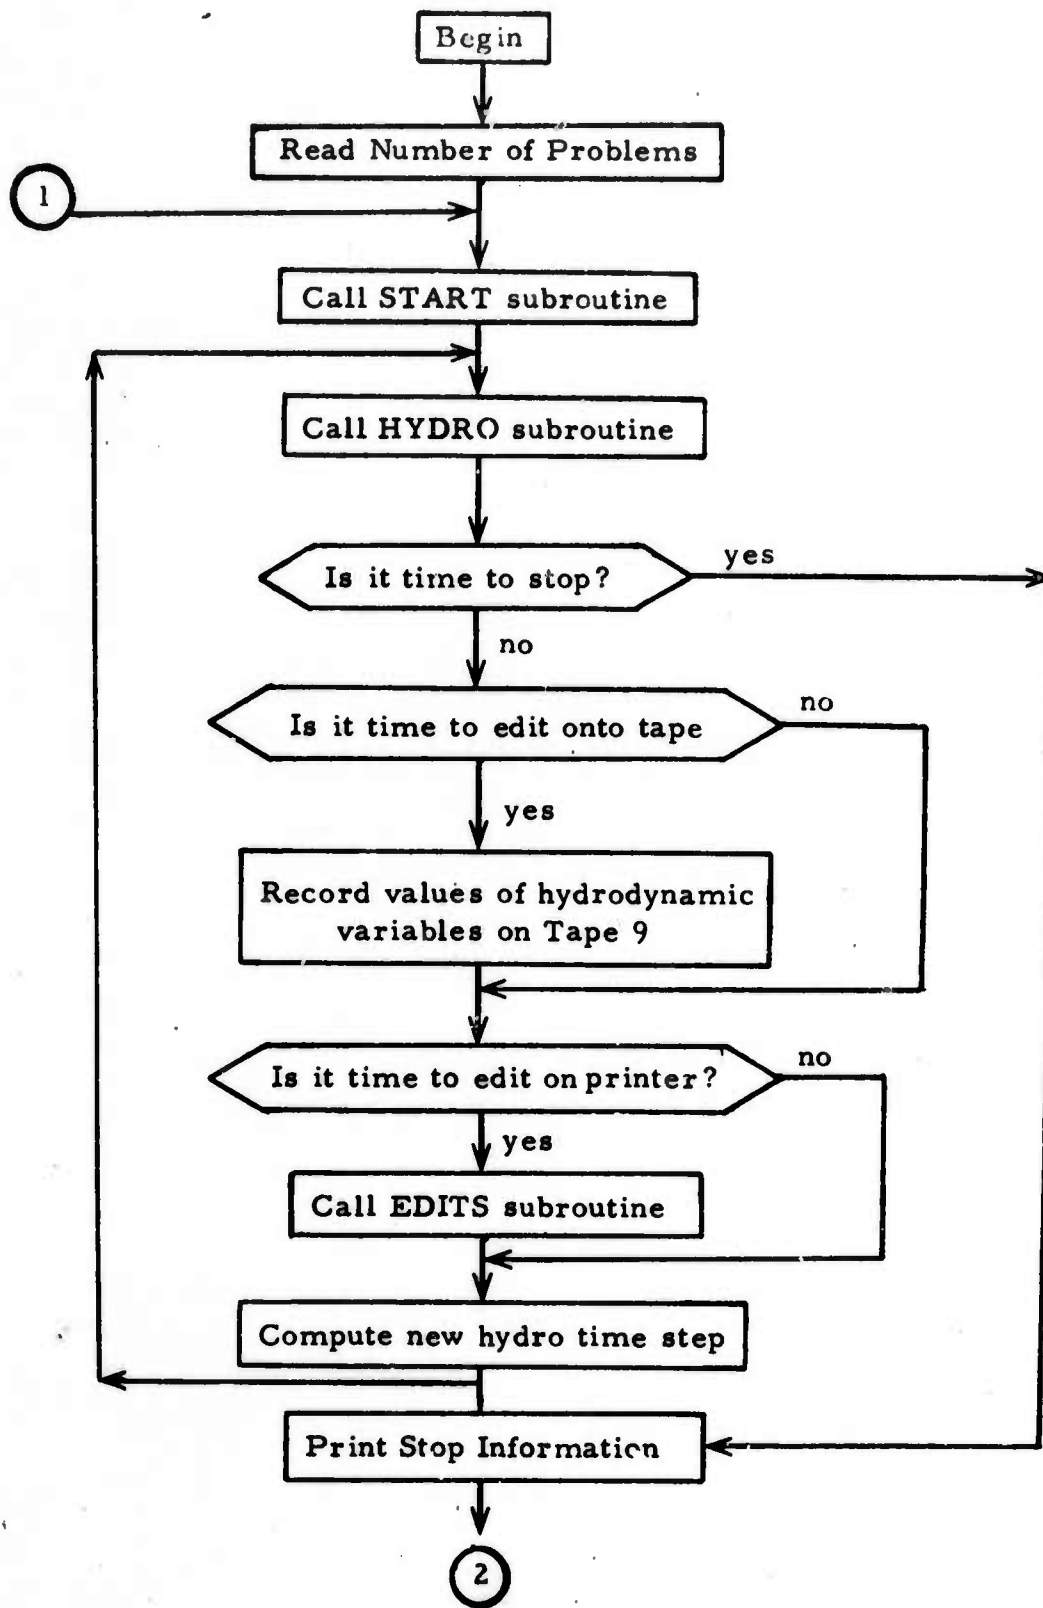 Begin
Read Number of Problems
1
Call START subroutine
Call HYDRO subroutine
Is it time to stop?
yes
no
Is it time to edit onto tape
no
yes
Record values of hydrodynamic
variables on Tape 9
Is it time to edit on printer?
no
yes
Call EDITS subroutine
Compute new hydro time step
Print Stop Information
2